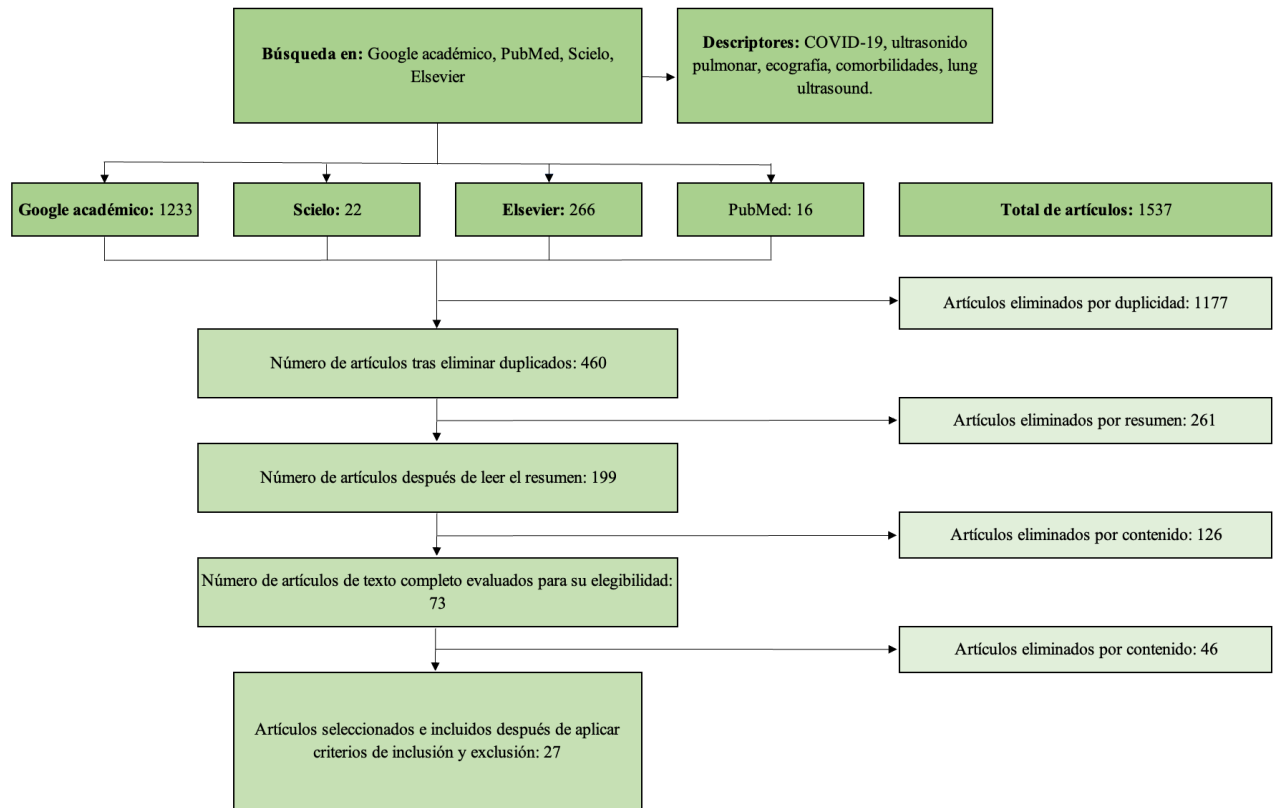 Búsqueda en: Google académico, PubMed, Scielo,
Elsevier
Descriptores: COVID-19, ultrasonido
pulmonar, ecografía, comorbilidades, lung
ultrasound.
Google académico: 1233
Scielo: 22
Elsevier: 266
PubMed: 16
Total de artículos: 1537
Artículos eliminados por duplicidad: 1177
Número de artículos tras eliminar duplicados: 460
Artículos eliminados por resumen: 261
Número de artículos después de leer el resumen: 199
Artículos eliminados por contenido: 126
Número de artículos de texto completo evaluados para su elegibilidad:
73
Artículos eliminados por contenido: 46
Artículos seleccionados e incluidos después de aplicar
criterios de inclusión y exclusión: 27